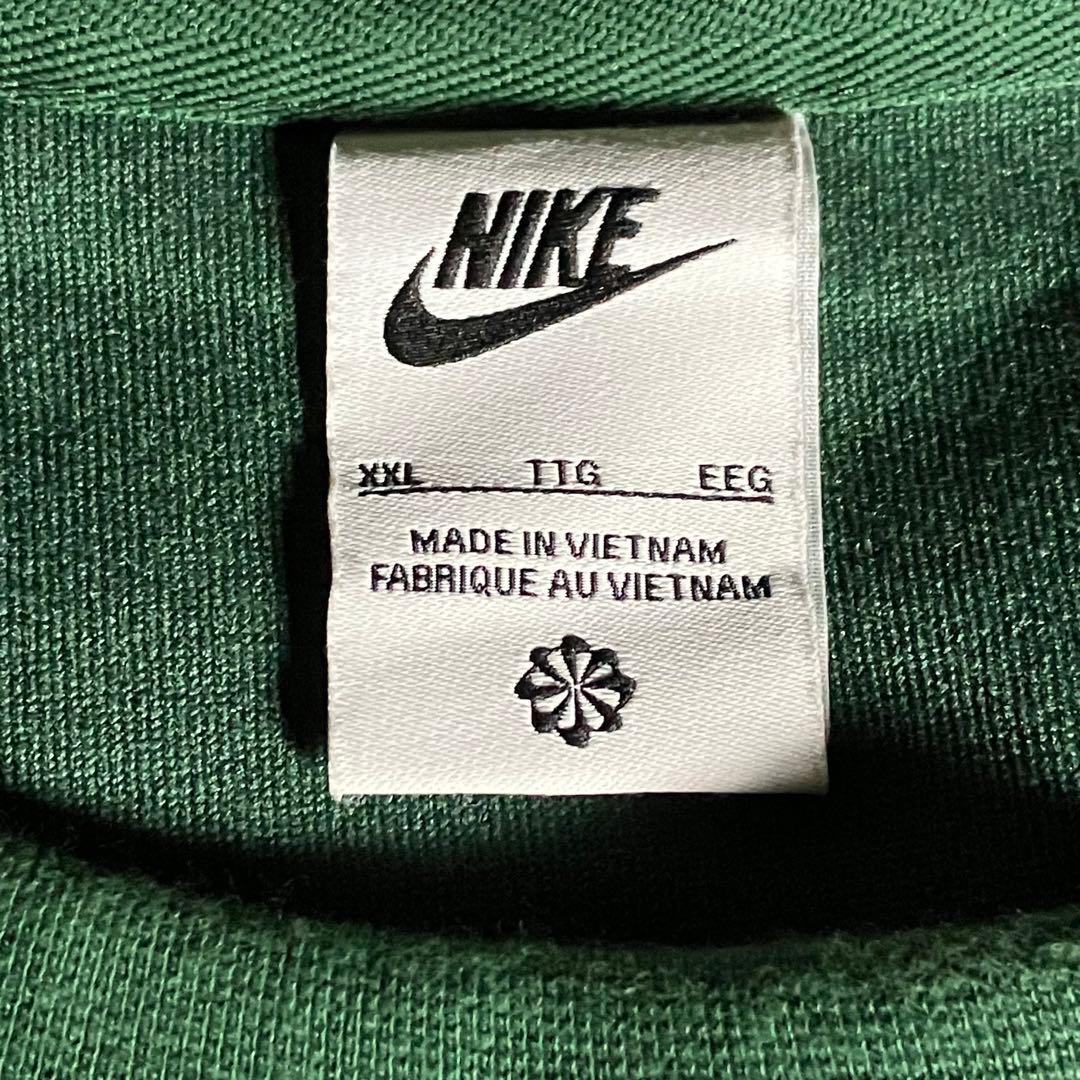 NIKE
XXL TTG EEG
MADE IN VIETNAM
FABRIQUE AU VIETNAM